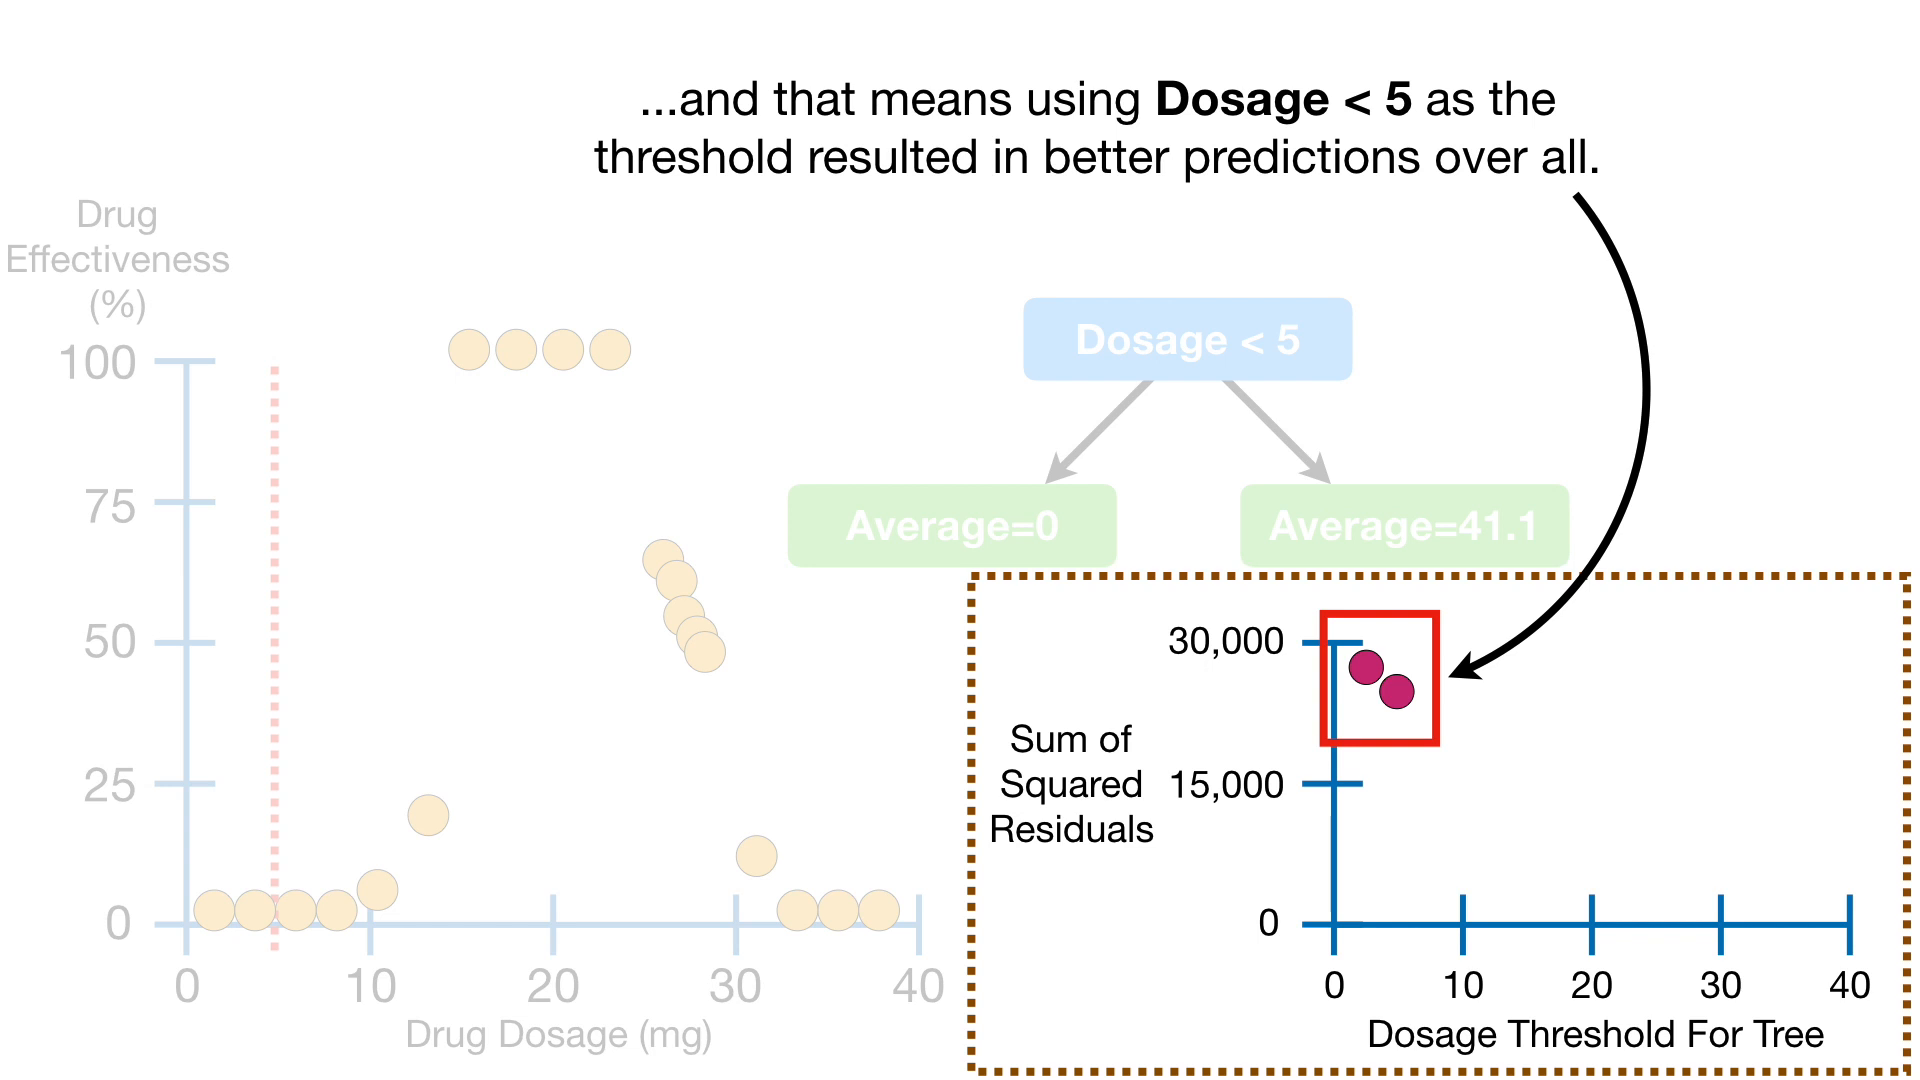 ...and that means using Dosage < 5 as the
threshold resulted in better predictions over all.
Drug
Effectiveness
(%)
100
75
50
25
0
0 10 20 30 40
Drug Dosage (mg)
Dosage < 5
Average=0
Average=41.1
Sum of
Squared
Residuals
30,000
15,000
0
0 10 20 30 40
Dosage Threshold For Tree